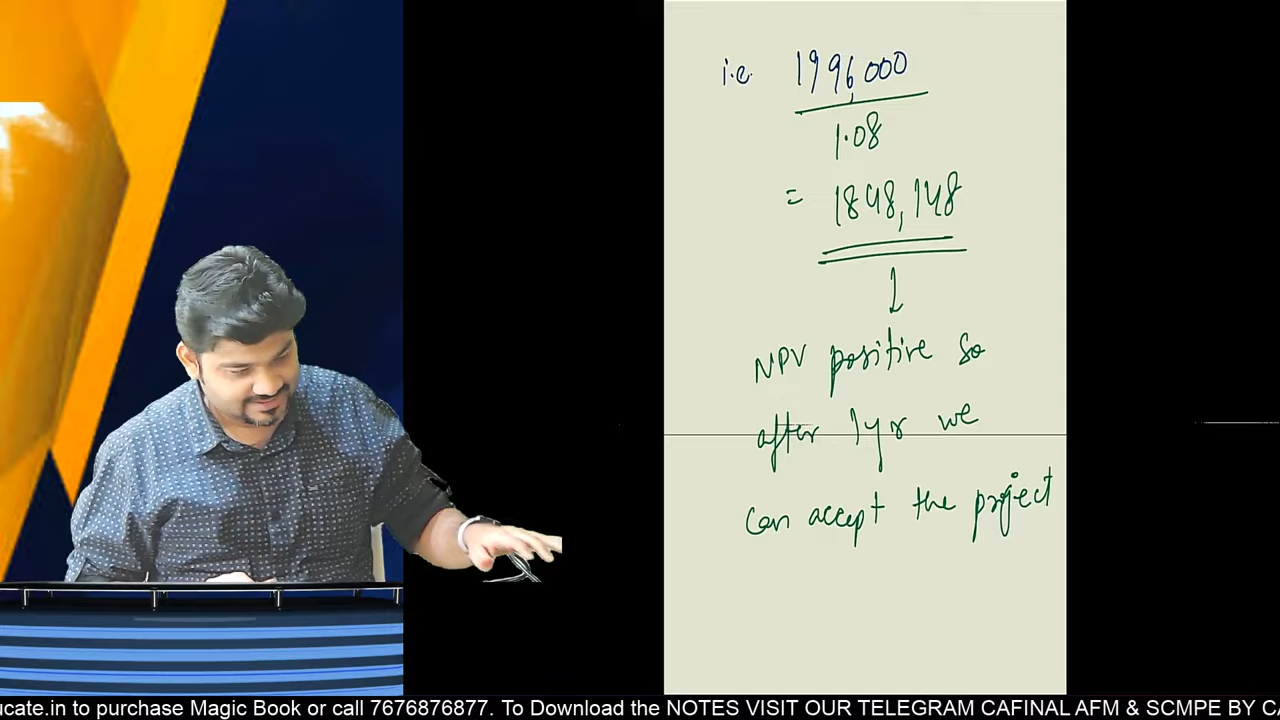 i.e. 1996,000
1.08
= 1848,148
↓
NPV positive so
after 1yr we
can accept the project
ucate.in to purchase Magic Book or call 7676876877. To Download the NOTES VISIT OUR TELEGRAM CAFINAL AFM & SCMPE BY CA